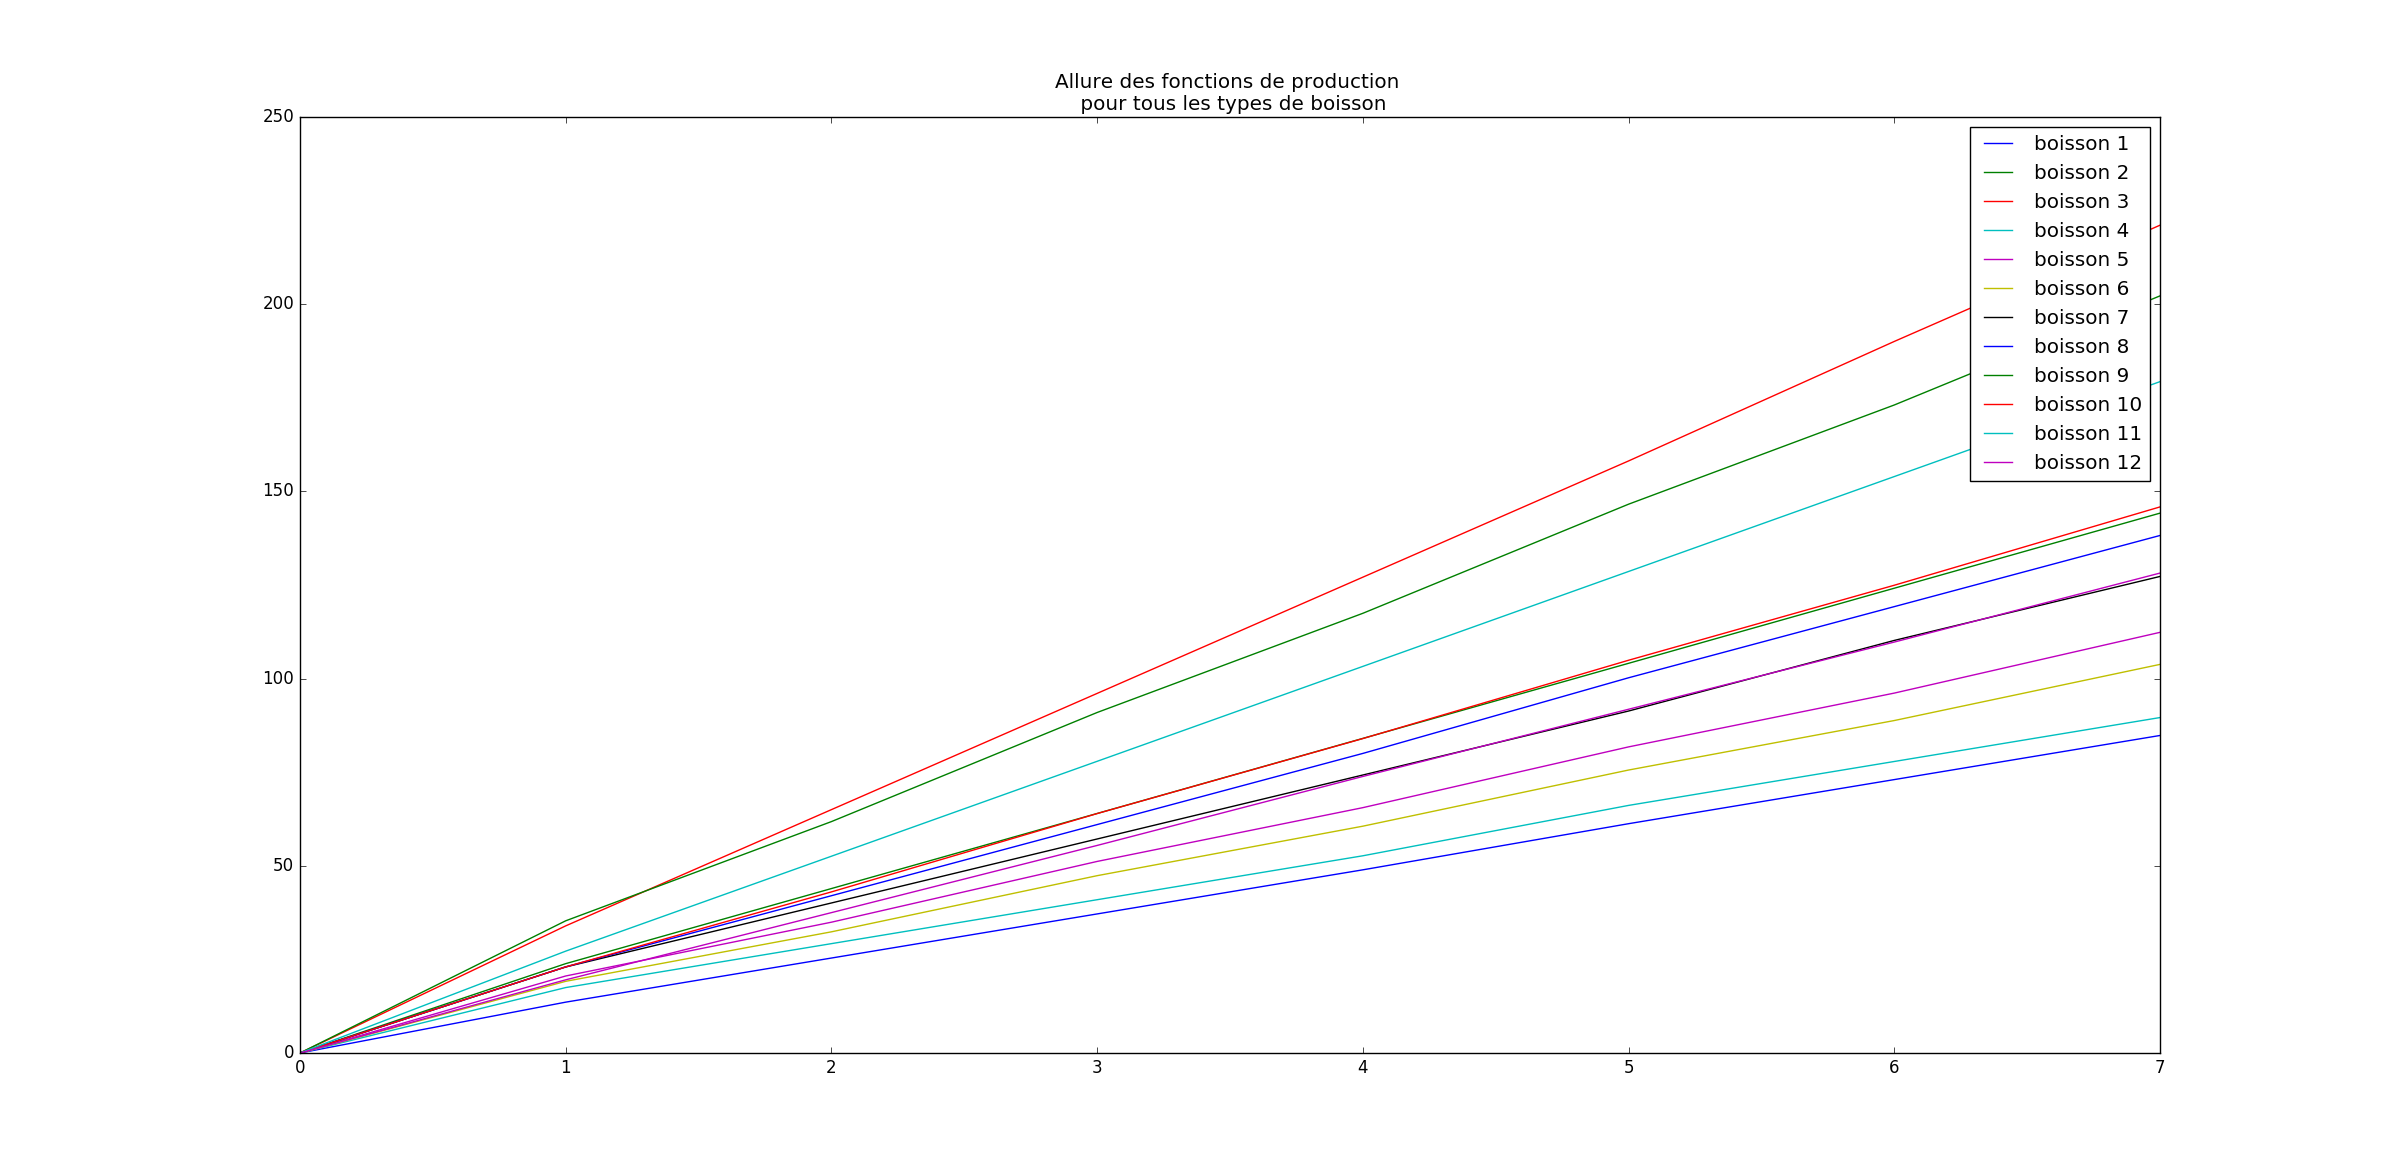 Allure des fonctions de production
pour tous les types de boisson
250
200
150
100
50
0
0 1 2 3 4 5 6 7
boisson 1
boisson 2
boisson 3
boisson 4
boisson 5
boisson 6
boisson 7
boisson 8
boisson 9
boisson 10
boisson 11
boisson 12